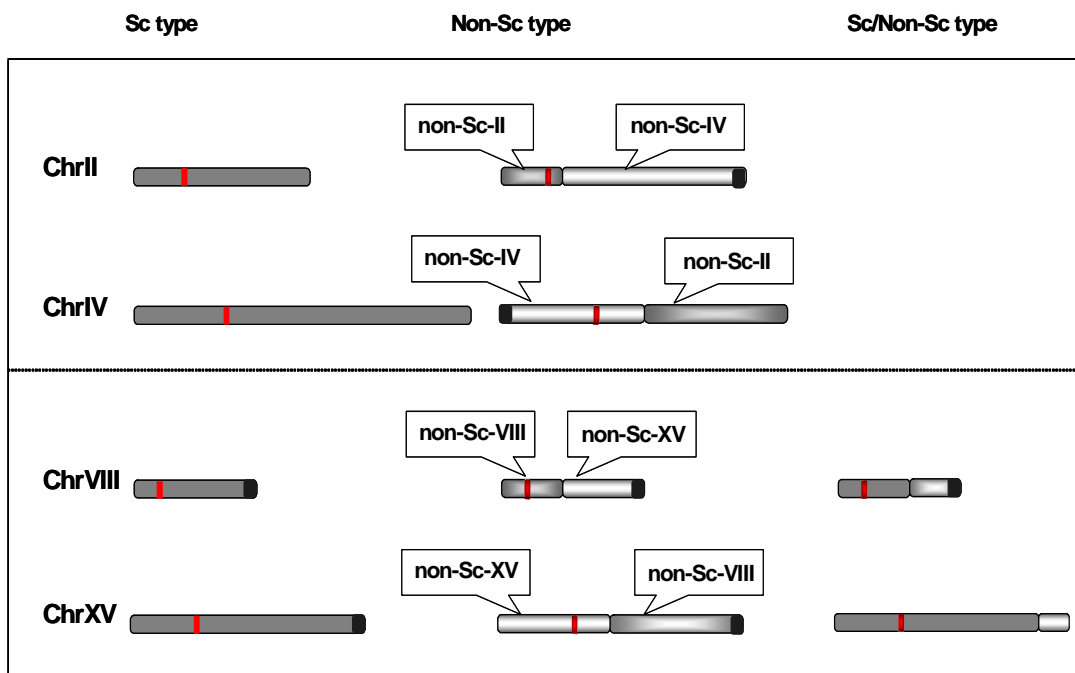 Sc type Non-Sc type Sc/Non-Sc type
non-Sc-II non-Sc-IV
ChrII
non-Sc-IV non-Sc-II
ChrIV
non-Sc-VIII non-Sc-XV
ChrVIII
non-Sc-XV non-Sc-VIII
ChrXV